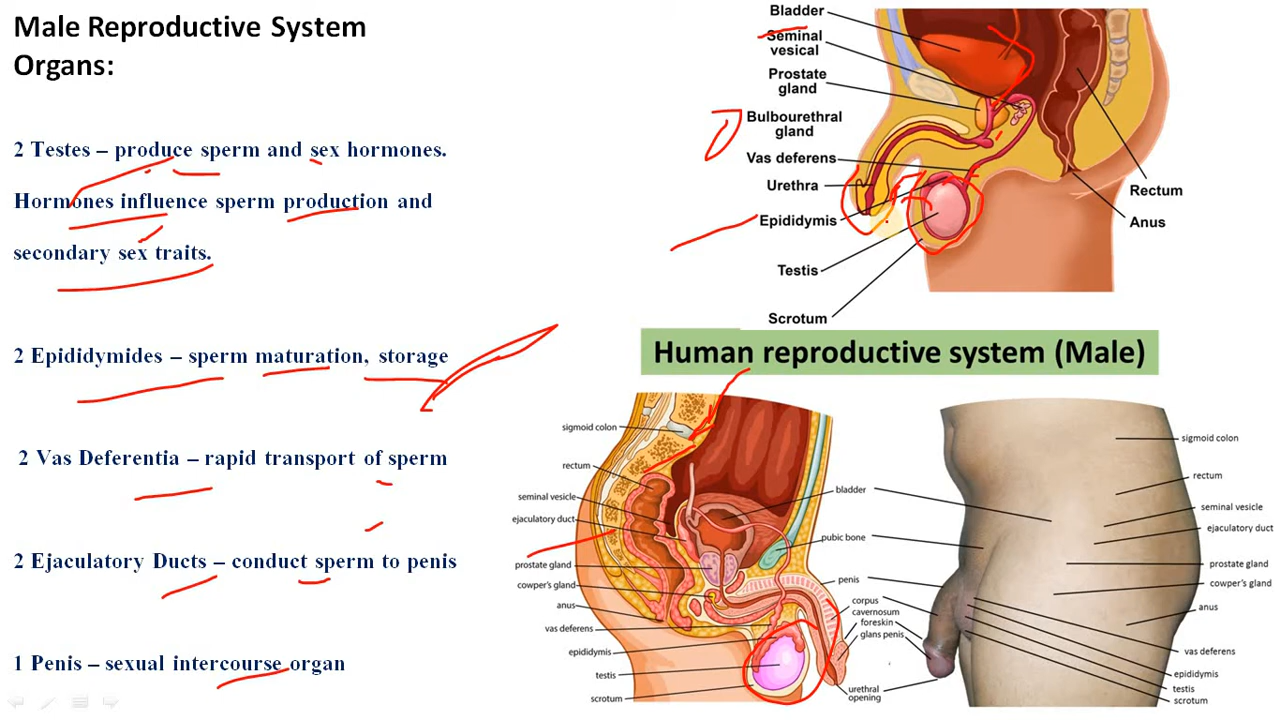 Male Reproductive System
Organs:
2 Testes – produce sperm and sex hormones.
Hormones influence sperm production and
secondary sex traits.
2 Epididymides – sperm maturation, storage
2 Vas Deferentia – rapid transport of sperm
2 Ejaculatory Ducts – conduct sperm to penis
1 Penis – sexual intercourse organ
Bladder
Seminal
vesical
Prostate
gland
Bulbourethral
gland
Vas deferens
Urethra
Epididymis
Testis
Scrotum
Rectum
Anus
Human reproductive system (Male)
sigmoid colon
rectum
seminal vesicle
ejaculatory duct
prostate gland
cowper's gland
anus
vas deferens
epididymis
testis
scrotum
bladder
pubic bone
penis
corpus
cavernosum
foreskin
glans penis
urethral
opening
sigmoid colon
rectum
seminal vesicle
ejaculatory duct
prostate gland
cowper's gland
anus
vas deferens
epididymis
testis
scrotum